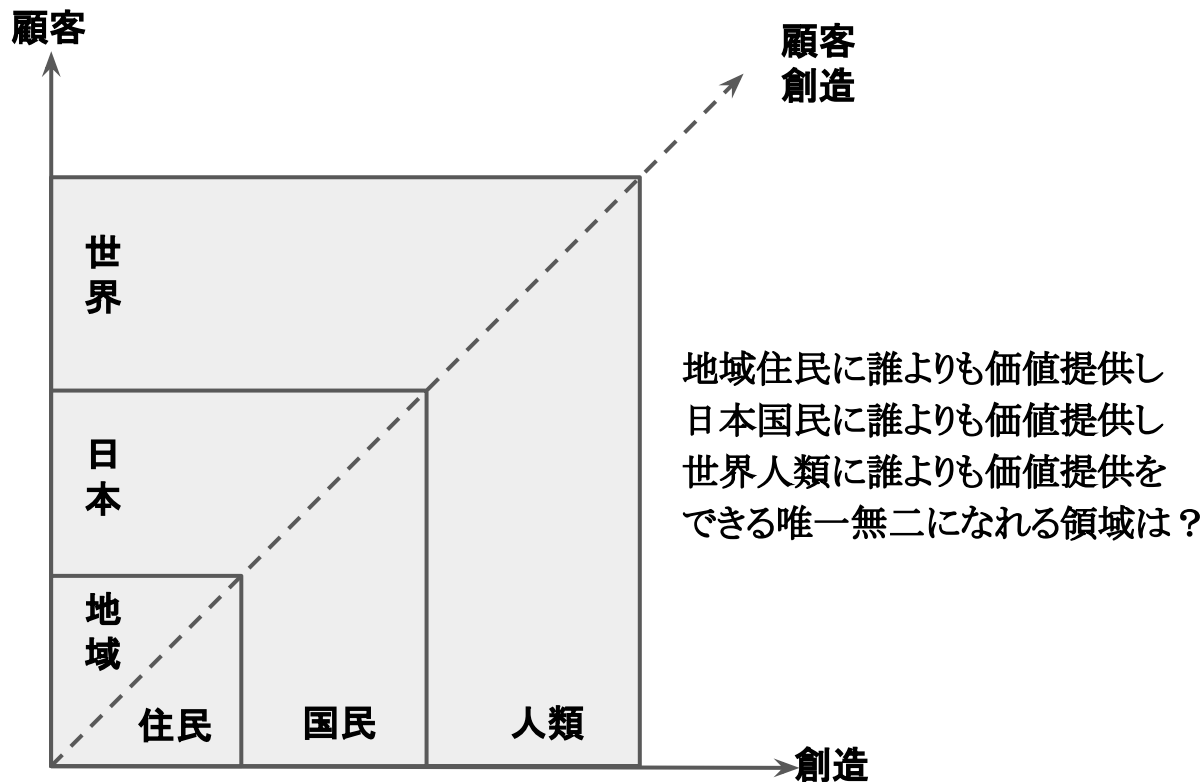 顧客
顧客
創造
世
界
日
本
地
域
住民
国民
人類
創造
地域住民に誰よりも価値提供し
日本国民に誰よりも価値提供し
世界人類に誰よりも価値提供を
できる唯一無二になれる領域は？